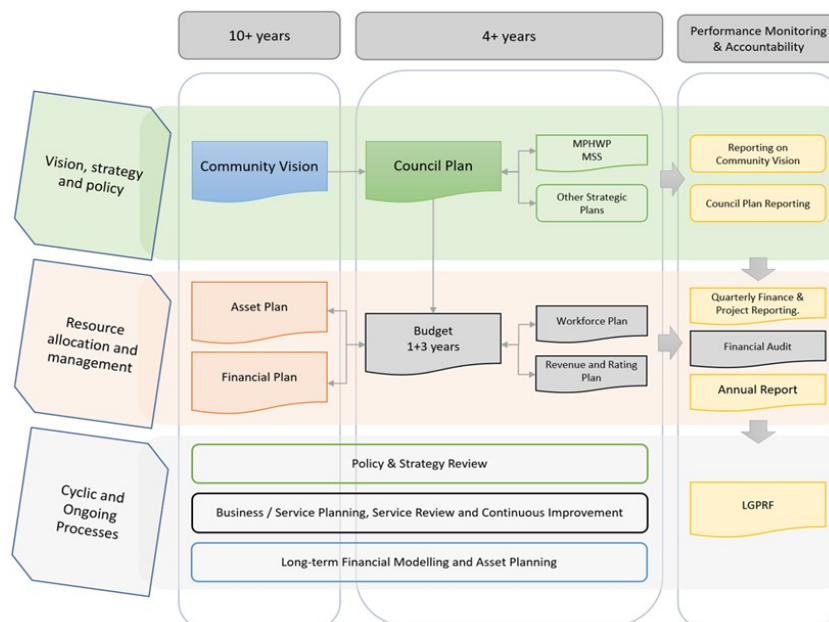 10+ years
4+ years
Performance Monitoring
& Accountability
Vision, strategy
and policy
Community Vision
Council Plan
MPHWP
MSS
Other Strategic
Plans
Reporting on
Community Vision
Council Plan Reporting
Resource
allocation and
management
Asset Plan
Financial Plan
Budget
1+3 years
Workforce Plan
Revenue and Rating
Plan
Quarterly Finance &
Project Reporting.
Financial Audit
Annual Report
Cyclic and
Ongoing
Processes
Policy & Strategy Review
Business / Service Planning, Service Review and Continuous Improvement
Long-term Financial Modelling and Asset Planning
LGPRF